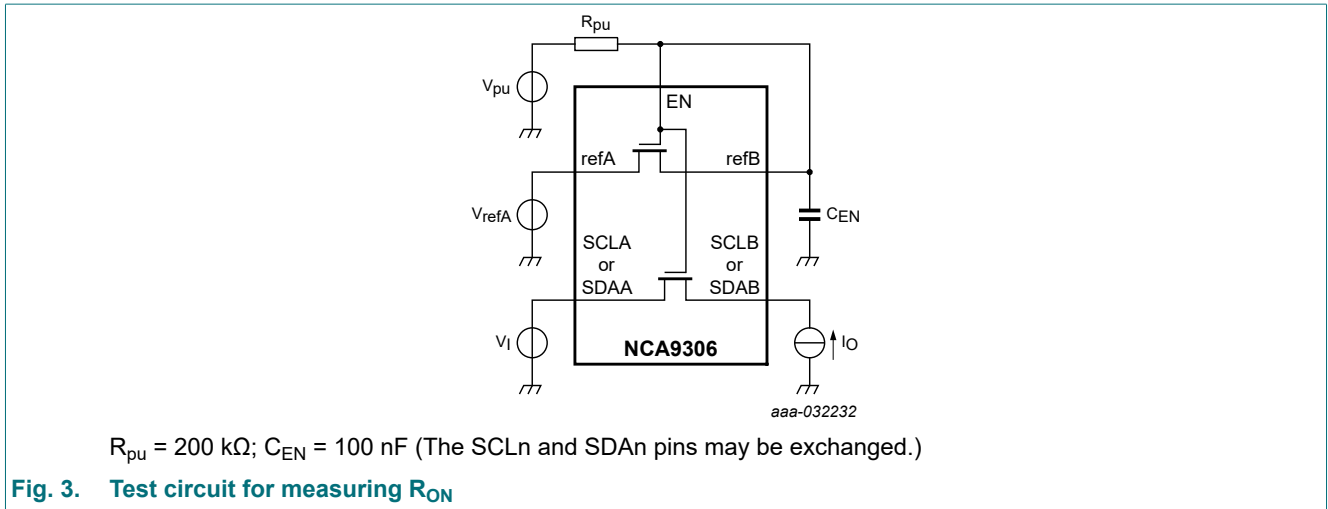 Rpu
Vpu
EN
refA
refB
VrefA
CEN
SCLA
or
SDAA
SCLB
or
SDAB
VI
IO
NCA9306
aaa-032232
Rpu = 200 kΩ; CEN = 100 nF (The SCLn and SDAn pins may be exchanged.)
Fig. 3. Test circuit for measuring RON